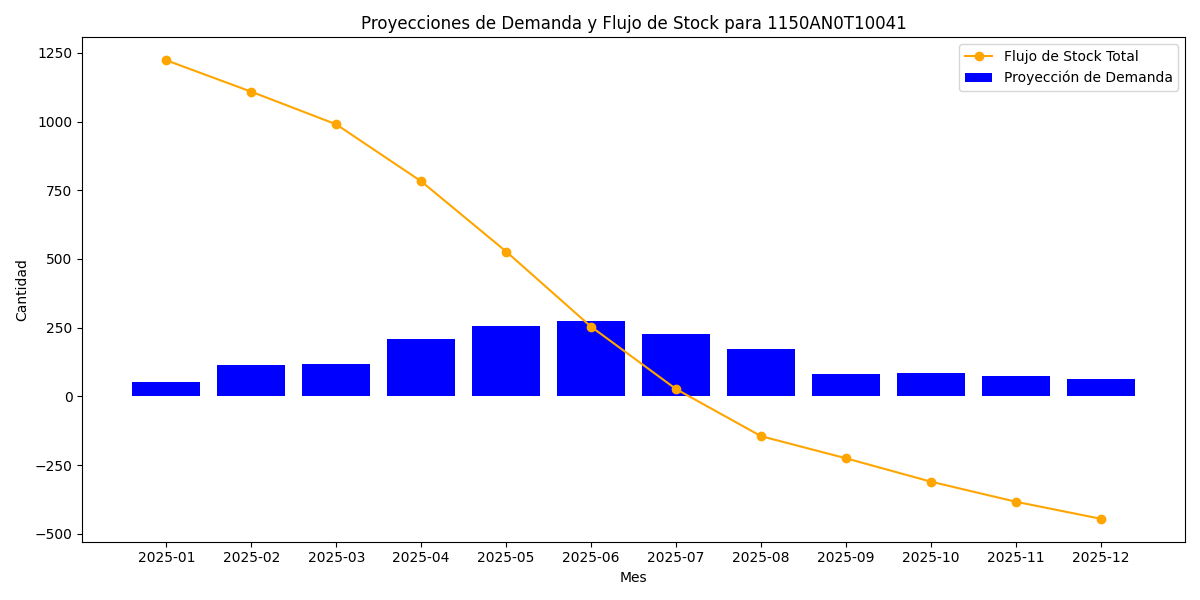 Proyecciones de Demanda y Flujo de Stock para 1150AN0T10041
Flujo de Stock Total
Proyección de Demanda
Cantidad
1250
1000
750
500
250
0
−250
−500
2025-01 2025-02 2025-03 2025-04 2025-05 2025-06 2025-07 2025-08 2025-09 2025-10 2025-11 2025-12
Mes